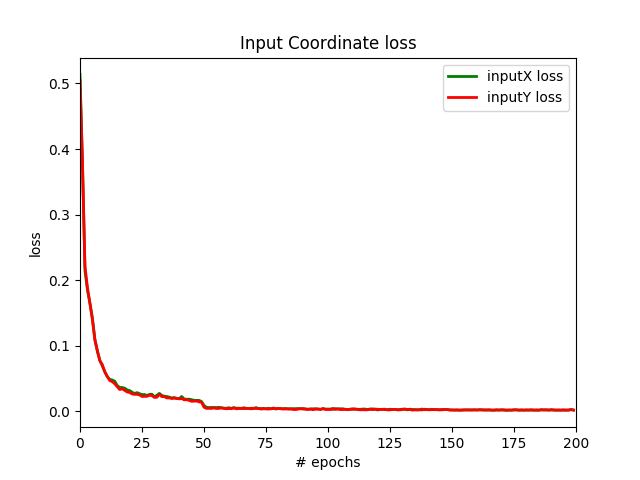 Input Coordinate loss
inputX loss
inputY loss
loss
0.5
0.4
0.3
0.2
0.1
0.0
0 25 50 75 100 125 150 175 200
# epochs